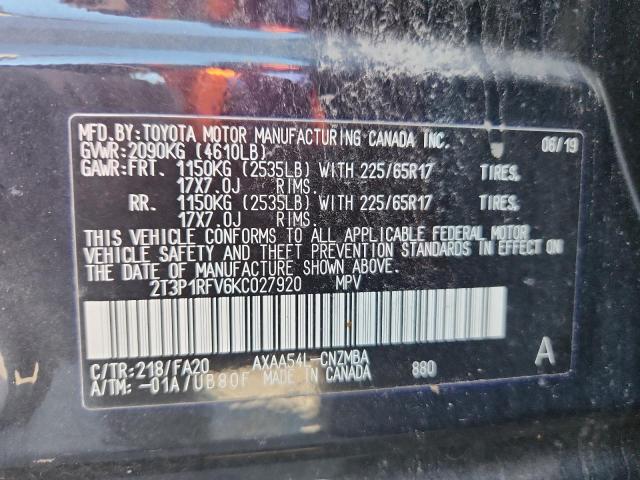 MFD.BY:TOYOTA MOTOR MANUFACTURING CANADA INC. 06/19
GVWR:2090KG (4610LB)
GAWR:FRT. 1150KG (2535LB) WITH 225/65R17 TIRES,
17X7.0J RIMS.
RR. 1150KG (2535LB) WITH 225/65R17 TIRES,
17X7.0J RIMS.
THIS VEHICLE CONFORMS TO ALL APPLICABLE FEDERAL MOTOR
VEHICLE SAFETY AND THEFT PREVENTION STANDARDS IN EFFECT ON
THE DATE OF MANUFACTURE SHOWN ABOVE.
2T3P1RFV6KC027920 MPV
C/TR:218/FA20 AXAA54L-CNZMBA 880 A
A/TM:-01A/UB80F MADE IN CANADA